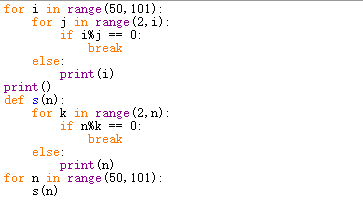 for i in range(50,101):
    for j in range(2,i):
        if i%j == 0:
            break
    else:
        print(i)
print()
def s(n):
    for k in range(2,n):
        if n%k == 0:
            break
    else:
        print(n)
for n in range(50,101):
    s(n)